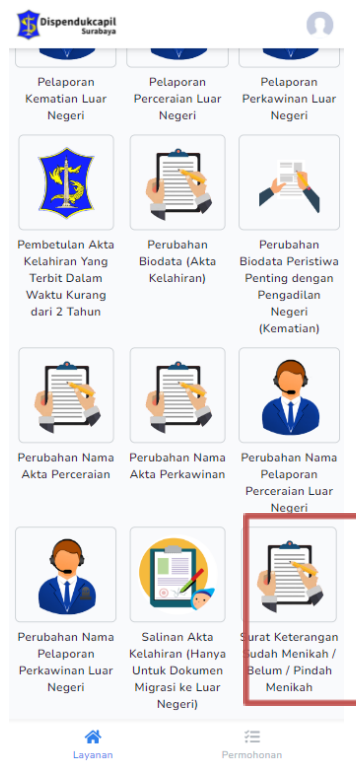 Dispendukcapil
Surabaya
Pelaporan
Kematian Luar
Negeri
Pelaporan
Perceraian Luar
Negeri
Pelaporan
Perkawinan Luar
Negeri
Pembetulan Akta
Kelahiran Yang
Terbit Dalam
Waktu Kurang
dari 2 Tahun
Perubahan
Biodata (Akta
Kelahiran)
Perubahan
Biodata Peristiwa
Penting dengan
Pengadilan
Negeri
(Kematian)
Perubahan Nama
Akta Perceraian
Perubahan Nama
Akta Perkawinan
Perubahan Nama
Pelaporan
Perceraian Luar
Negeri
Perubahan Nama
Pelaporan
Perkawinan Luar
Negeri
Salinan Akta
Kelahiran (Hanya
Untuk Dokumen
Migrasi ke Luar
Negeri)
Surat Keterangan
Sudah Menikah /
Belum / Pindah
Menikah
Layanan
Permohonan